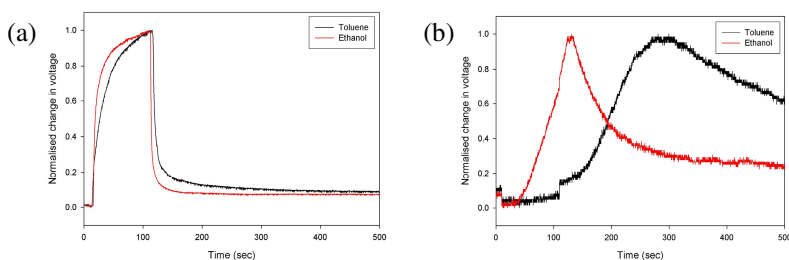 (a)
Normalised change in voltage
1.0
0.8
0.6
0.4
0.2
0.0
0 100 200 300 400 500
Time (sec)
Toluene
Ethanol
(b)
Normalised change in voltage
1.0
0.8
0.6
0.4
0.2
0.0
0 100 200 300 400 500
Time (sec)
Toluene
Ethanol